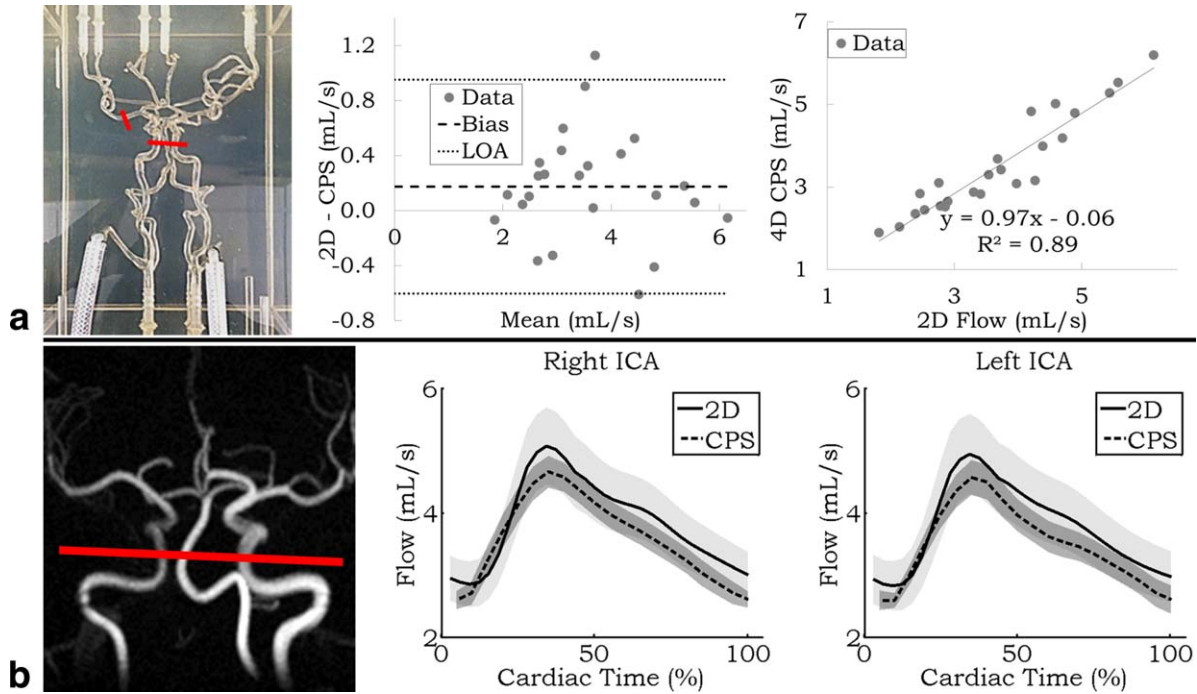 a
1.2
0.8
0.4
0.0
-0.4
-0.8
0
2
4
6
2D - CPS (mL/s)
Mean (mL/s)
Data
Bias
LOA
7
5
3
1
1
3
5
4D CPS (mL/s)
2D Flow (mL/s)
Data
y = 0.97x - 0.06
R² = 0.89
b
Right ICA
6
4
2
0
50
100
Flow (mL/s)
Cardiac Time (%)
2D
CPS
Left ICA
6
4
2
0
50
100
Flow (mL/s)
Cardiac Time (%)
2D
CPS